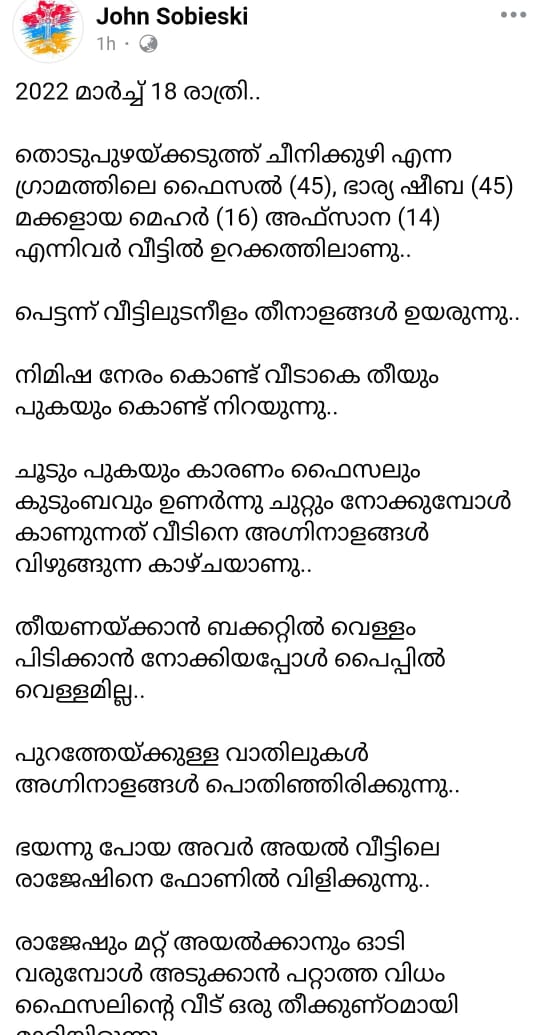 John Sobieski
1h ·
2022 മാർച്ച് 18 രാത്രി..
തൊടുപുഴയ്ക്കടുത്ത് ചീനിക്കുഴി എന്ന
ഗ്രാമത്തിലെ ഫൈസൽ (45), ഭാര്യ ഷീബ (45)
മക്കളായ മെഹർ (16) അഫ്സാന (14)
എന്നിവർ വീട്ടിൽ ഉറക്കത്തിലാണു..
പെട്ടന്ന് വീട്ടിലുടനീളം തീനാളങ്ങൾ ഉയരുന്നു..
നിമിഷ നേരം കൊണ്ട് വീടാകെ തീയും
പുകയും കൊണ്ട് നിറയുന്നു..
ചൂടും പുകയും കാരണം ഫൈസലും
കുടുംബവും ഉണർന്നു ചുറ്റും നോക്കുമ്പോൾ
കാണുന്നത് വീടിനെ അഗ്നിനാളങ്ങൾ
വിഴുങ്ങുന്ന കാഴ്ചയാണു..
തീയണയ്ക്കാൻ ബക്കറ്റിൽ വെള്ളം
പിടിക്കാൻ നോക്കിയപ്പോൾ പൈപ്പിൽ
വെള്ളമില്ല..
പുറത്തേയ്ക്കുള്ള വാതിലുകൾ
അഗ്നിനാളങ്ങൾ പൊതിഞ്ഞിരിക്കുന്നു..
ഭയന്നു പോയ അവർ അയൽ വീട്ടിലെ
രാജേഷിനെ ഫോണിൽ വിളിക്കുന്നു..
രാജേഷും മറ്റ് അയൽക്കാനും ഓടി
വരുമ്പോൾ അടുക്കാൻ പറ്റാത്ത വിധം
ഫൈസലിന്റെ വീട് ഒരു തീക്കുണ്ഠമായി